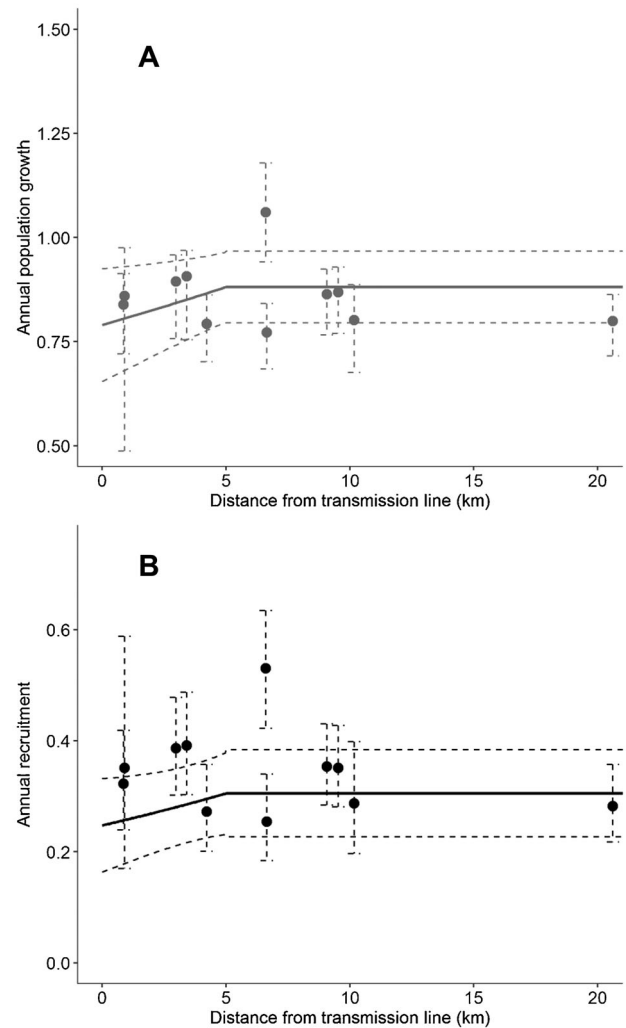 A
Annual population growth
1.50
1.25
1.00
0.75
0.50
0 5 10 15 20
Distance from transmission line (km)
B
Annual recruitment
0.6
0.4
0.2
0.0
0 5 10 15 20
Distance from transmission line (km)